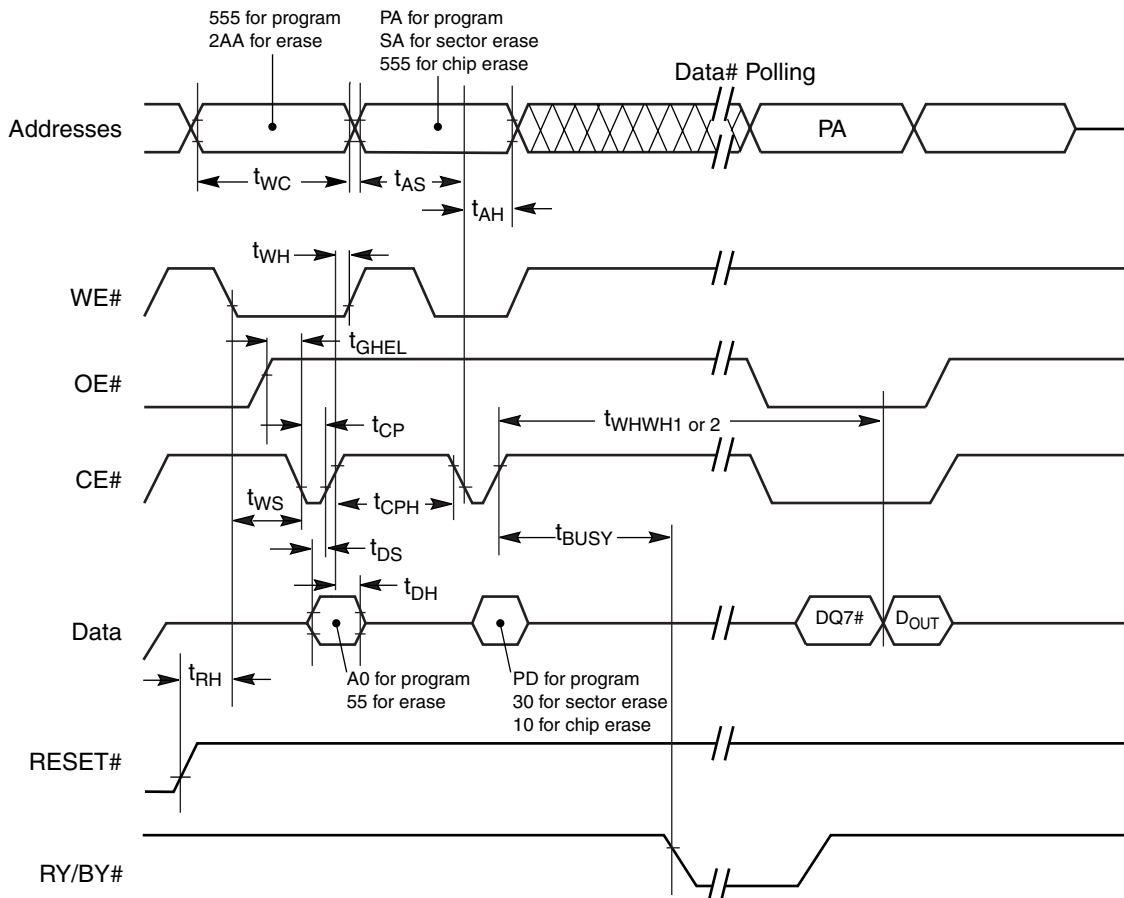 555 for program
2AA for erase
PA for program
SA for sector erase
555 for chip erase
Data# Polling
Addresses
PA
tWC
tAS
tAH
tWH
WE#
tGHEL
OE#
tWHWH1 or 2
tCP
CE#
tWS
tCPH
tBUSY
tDS
tDH
Data
DQ7#
DOUT
tRH
A0 for program
55 for erase
PD for program
30 for sector erase
10 for chip erase
RESET#
RY/BY#